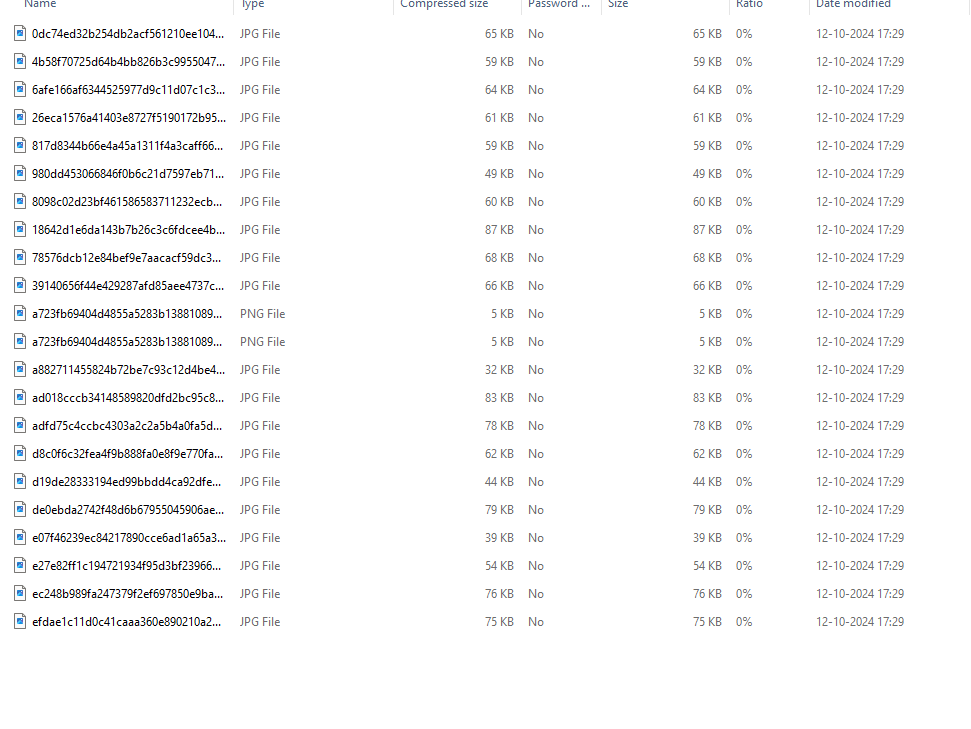 Name Type Compressed size Password ... Size Ratio Date modified
0dc74ed32b254db2acf561210ee104... JPG File 65 KB No 65 KB 0% 12-10-2024 17:29
4b58f70725d64b4bb826b3c9955047... JPG File 59 KB No 59 KB 0% 12-10-2024 17:29
6afe166af6344525977d9c11d07c1c3... JPG File 64 KB No 64 KB 0% 12-10-2024 17:29
26eca1576a41403e8727f5190172b95... JPG File 61 KB No 61 KB 0% 12-10-2024 17:29
817d8344b66e4a45a1311f4a3caff66... JPG File 59 KB No 59 KB 0% 12-10-2024 17:29
980dd453066846f0b6c21d7597eb71... JPG File 49 KB No 49 KB 0% 12-10-2024 17:29
8098c02d23bf461586583711232ecb... JPG File 60 KB No 60 KB 0% 12-10-2024 17:29
18642d1e6da143b7b26c3c6fdcee4b... JPG File 87 KB No 87 KB 0% 12-10-2024 17:29
78576dcb12e84bef9e7aacacf59dc3... JPG File 68 KB No 68 KB 0% 12-10-2024 17:29
39140656f44e429287afd85aee4737c... JPG File 66 KB No 66 KB 0% 12-10-2024 17:29
a723fb69404d4855a5283b13881089... PNG File 5 KB No 5 KB 0% 12-10-2024 17:29
a723fb69404d4855a5283b13881089... PNG File 5 KB No 5 KB 0% 12-10-2024 17:29
a882711455824b72be7c93c12d4be4... JPG File 32 KB No 32 KB 0% 12-10-2024 17:29
ad018cccb34148589820dfd2bc95c8... JPG File 83 KB No 83 KB 0% 12-10-2024 17:29
adfd75c4ccbc4303a2c2a5b4a0fa5d... JPG File 78 KB No 78 KB 0% 12-10-2024 17:29
d8c0f6c32fea4f9b888fa0e8f9e770fa... JPG File 62 KB No 62 KB 0% 12-10-2024 17:29
d19de28333194ed99bbdd4ca92dfe... JPG File 44 KB No 44 KB 0% 12-10-2024 17:29
de0ebda2742f48d6b67955045906ae... JPG File 79 KB No 79 KB 0% 12-10-2024 17:29
e07f46239ec84217890cce6ad1a65a3... JPG File 39 KB No 39 KB 0% 12-10-2024 17:29
e27e82ff1c194721934f95d3bf23966... JPG File 54 KB No 54 KB 0% 12-10-2024 17:29
ec248b989fa247379f2ef697850e9ba... JPG File 76 KB No 76 KB 0% 12-10-2024 17:29
efdae1c11d0c41caaa360e890210a2... JPG File 75 KB No 75 KB 0% 12-10-2024 17:29